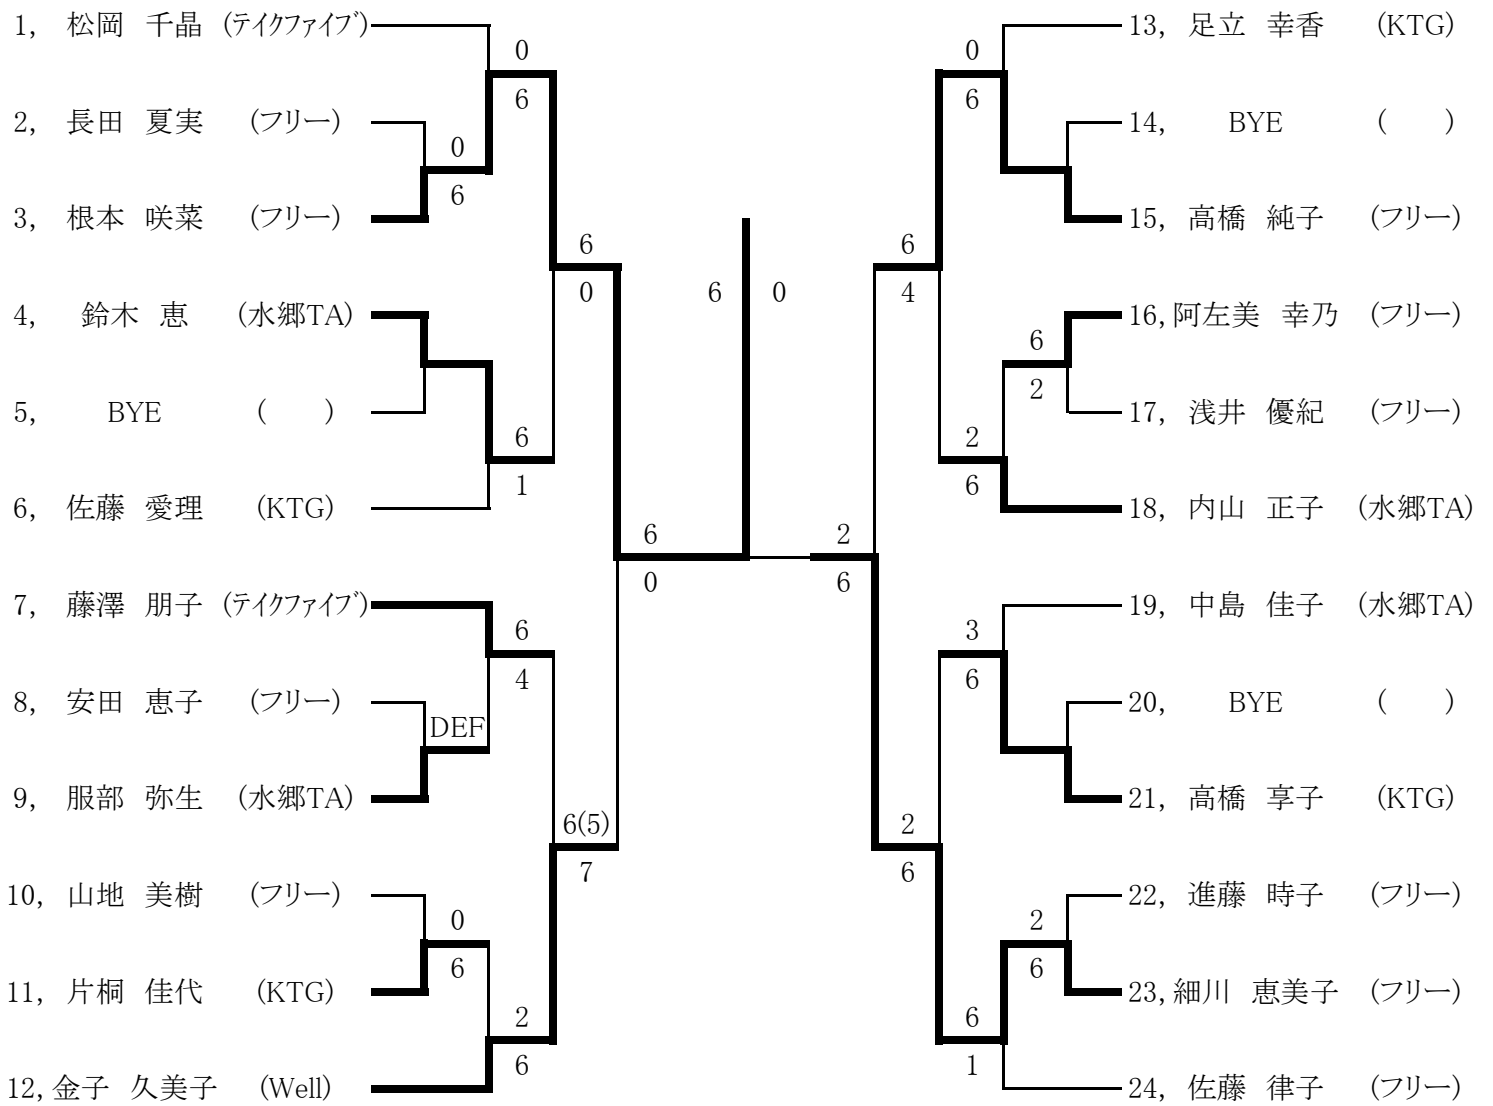 1, 松岡 千晶 (ﾃｲｸﾌｧｲﾌﾞ)
0
6
2, 長田 夏実 (フリー)
0
6
3, 根本 咲菜 (フリー)
6
0
4, 鈴木 恵 (水郷TA)
5, BYE ( )
6
1
6, 佐藤 愛理 (KTG)
6
0
7, 藤澤 朋子 (ﾃｲｸﾌｧｲﾌﾞ)
6
4
8, 安田 恵子 (フリー)
DEF
9, 服部 弥生 (水郷TA)
6(5)
7
10, 山地 美樹 (フリー)
0
6
11, 片桐 佳代 (KTG)
2
6
12, 金子 久美子 (Well)
6 0
13, 足立 幸香 (KTG)
0
6
14, BYE ( )
15, 高橋 純子 (フリー)
6
4
16, 阿左美 幸乃 (フリー)
6
2
17, 浅井 優紀 (フリー)
2
6
18, 内山 正子 (水郷TA)
2
6
19, 中島 佳子 (水郷TA)
3
6
20, BYE ( )
21, 高橋 享子 (KTG)
2
6
22, 進藤 時子 (フリー)
2
6
23, 細川 恵美子 (フリー)
6
1
24, 佐藤 律子 (フリー)